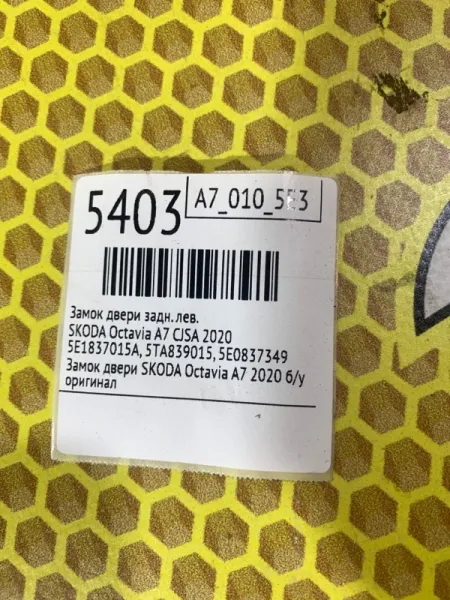 5403
A7_010_5E3
Замок двери задн. лев.
SKODA Octavia A7 CJSA 2020
5E1837015A, 5TA839015, 5E0837349
Замок двери SKODA Octavia A7 2020 б/у
оригинал